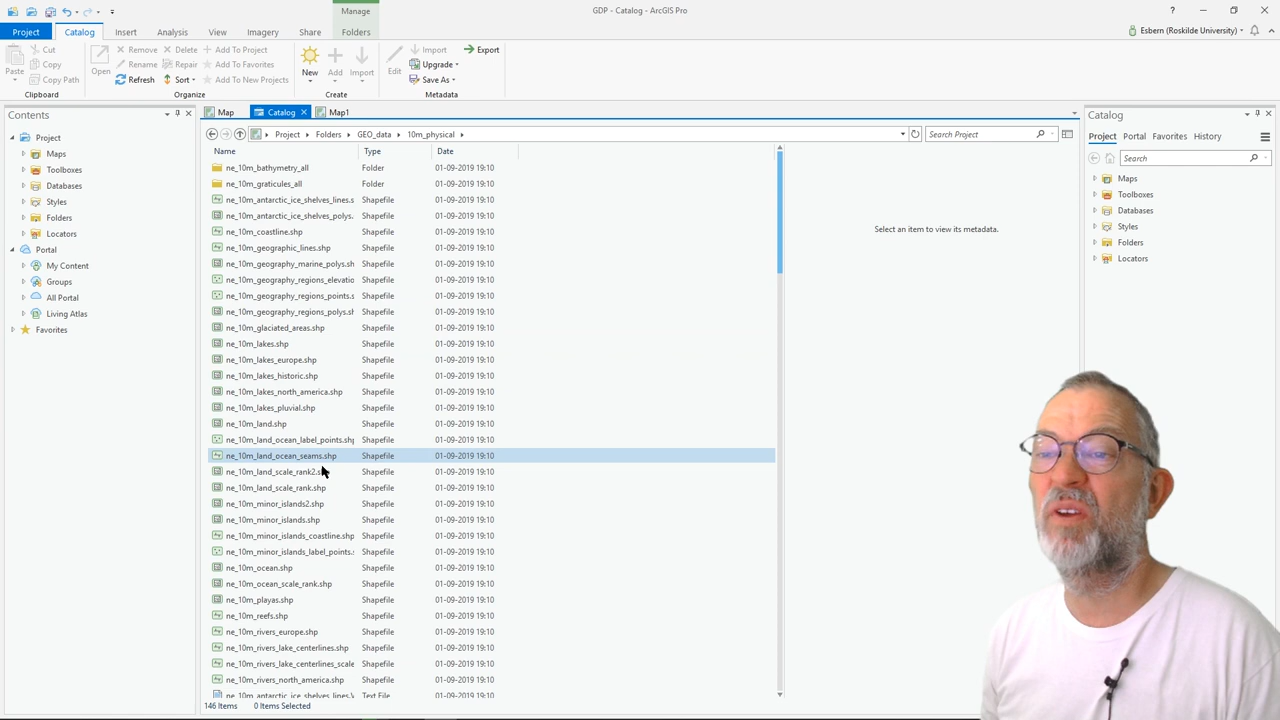 Manage
GDP - Catalog - ArcGIS Pro
?
Project Catalog Insert Analysis View Imagery Share Folders
Esbern (Roskilde University)
Paste Cut Copy Copy Path
Clipboard
Open Remove Rename Refresh Delete Repair Sort Add To Project Add To Favorites Add To New Projects
Organize
New Add Import
Create
Edit Import Upgrade Save As Export
Metadata
Contents
Project
Maps
Toolboxes
Databases
Styles
Folders
Locators
Portal
My Content
Groups
All Portal
Living Atlas
Favorites
Map Catalog Map1
Project Folders GEO_data 10m_physical
Search Project
Name Type Date
ne_10m_bathymetry_all Folder 01-09-2019 19:10
ne_10m_graticules_all Folder 01-09-2019 19:10
ne_10m_antarctic_ice_shelves_lines.s Shapefile 01-09-2019 19:10
ne_10m_antarctic_ice_shelves_polys. Shapefile 01-09-2019 19:10
ne_10m_coastline.shp Shapefile 01-09-2019 19:10
ne_10m_geographic_lines.shp Shapefile 01-09-2019 19:10
ne_10m_geography_marine_polys.sh Shapefile 01-09-2019 19:10
ne_10m_geography_regions_elevatio Shapefile 01-09-2019 19:10
ne_10m_geography_regions_points.s Shapefile 01-09-2019 19:10
ne_10m_geography_regions_polys.shp Shapefile 01-09-2019 19:10
ne_10m_glaciated_areas.shp Shapefile 01-09-2019 19:10
ne_10m_lakes.shp Shapefile 01-09-2019 19:10
ne_10m_lakes_europe.shp Shapefile 01-09-2019 19:10
ne_10m_lakes_historic.shp Shapefile 01-09-2019 19:10
ne_10m_lakes_north_america.shp Shapefile 01-09-2019 19:10
ne_10m_lakes_pluvial.shp Shapefile 01-09-2019 19:10
ne_10m_land.shp Shapefile 01-09-2019 19:10
ne_10m_land_ocean_label_points.shp Shapefile 01-09-2019 19:10
ne_10m_land_ocean_seams.shp Shapefile 01-09-2019 19:10
ne_10m_land_scale_rank2.s Shapefile 01-09-2019 19:10
ne_10m_land_scale_rank.shp Shapefile 01-09-2019 19:10
ne_10m_minor_islands2.shp Shapefile 01-09-2019 19:10
ne_10m_minor_islands.shp Shapefile 01-09-2019 19:10
ne_10m_minor_islands_coastline.shp Shapefile 01-09-2019 19:10
ne_10m_minor_islands_label_points.s Shapefile 01-09-2019 19:10
ne_10m_ocean.shp Shapefile 01-09-2019 19:10
ne_10m_ocean_scale_rank.shp Shapefile 01-09-2019 19:10
ne_10m_playas.shp Shapefile 01-09-2019 19:10
ne_10m_reefs.shp Shapefile 01-09-2019 19:10
ne_10m_rivers_europe.shp Shapefile 01-09-2019 19:10
ne_10m_rivers_lake_centerlines.shp Shapefile 01-09-2019 19:10
ne_10m_rivers_lake_centerlines_scale Shapefile 01-09-2019 19:10
ne_10m_rivers_north_america.shp Shapefile 01-09-2019 19:10
ne_10m_antarctic_ice_shelves_lines. Text File 01-09-2019 19:10
146 Items 0 Items Selected
Select an item to view its metadata.
Catalog
Project Portal Favorites History
Search
Maps
Toolboxes
Databases
Styles
Folders
Locators